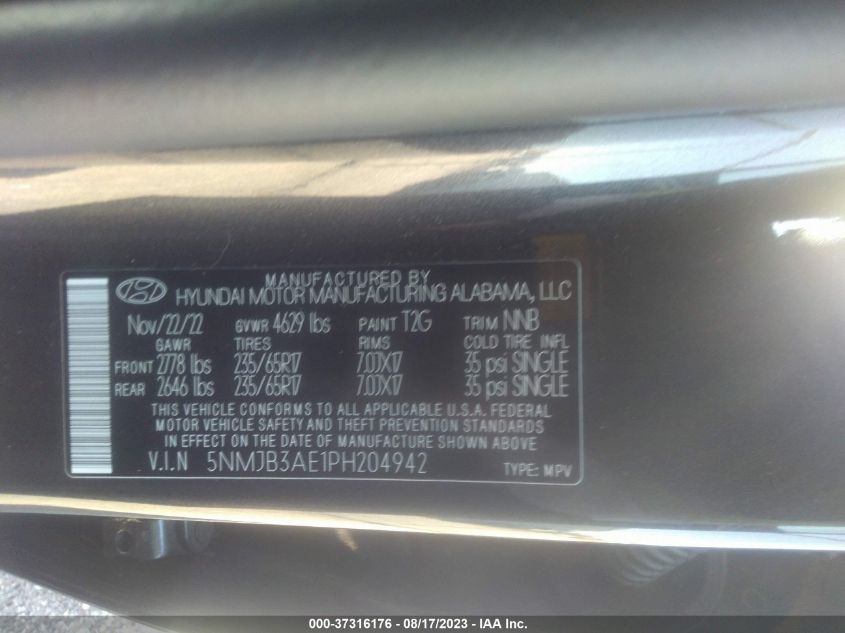 MANUFACTURED BY
HYUNDAI MOTOR MANUFACTURING ALABAMA, LLC
Nov/22/22 GVWR 4629 lbs PAINT T2G TRIM NNB
GAWR TIRES RIMS COLD TIRE INFL
FRONT 2778 lbs 235/65R17 7.0JX17 35 psi SINGLE
REAR 2646 lbs 235/65R17 7.0JX17 35 psi SINGLE
THIS VEHICLE CONFORMS TO ALL APPLICABLE U.S.A. FEDERAL
MOTOR VEHICLE SAFETY AND THEFT PREVENTION STANDARDS
IN EFFECT ON THE DATE OF MANUFACTURE SHOWN ABOVE
V.I.N 5NMJB3AE1PH204942 TYPE: MPV
000-37316176 - 08/17/2023 - IAA Inc.